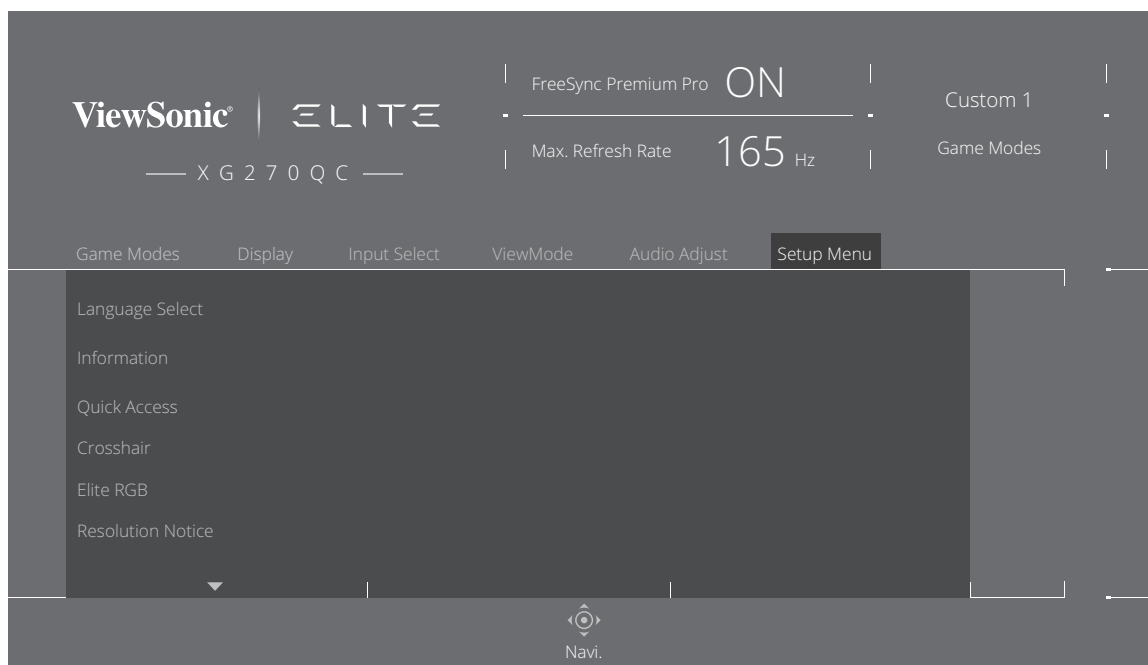 ViewSonic® ELITE
XG270QC
FreeSync Premium Pro ON
Max. Refresh Rate 165 Hz
Custom 1
Game Modes
Game Modes Display Input Select ViewMode Audio Adjust Setup Menu
Language Select
Information
Quick Access
Crosshair
Elite RGB
Resolution Notice
Navi.